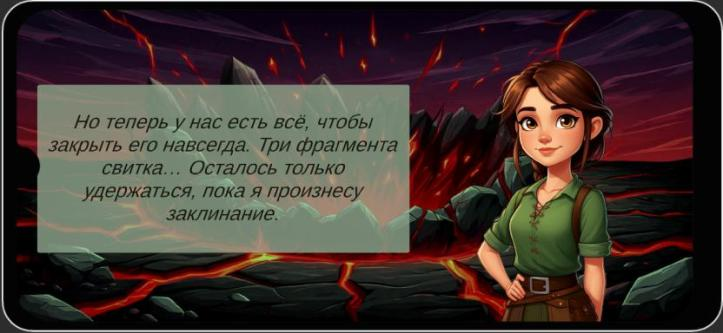 Но теперь у нас есть всё, чтобы
закрыть его навсегда. Три фрагмента
свитка... Осталось только
удержаться, пока я произнесу
заклинание.